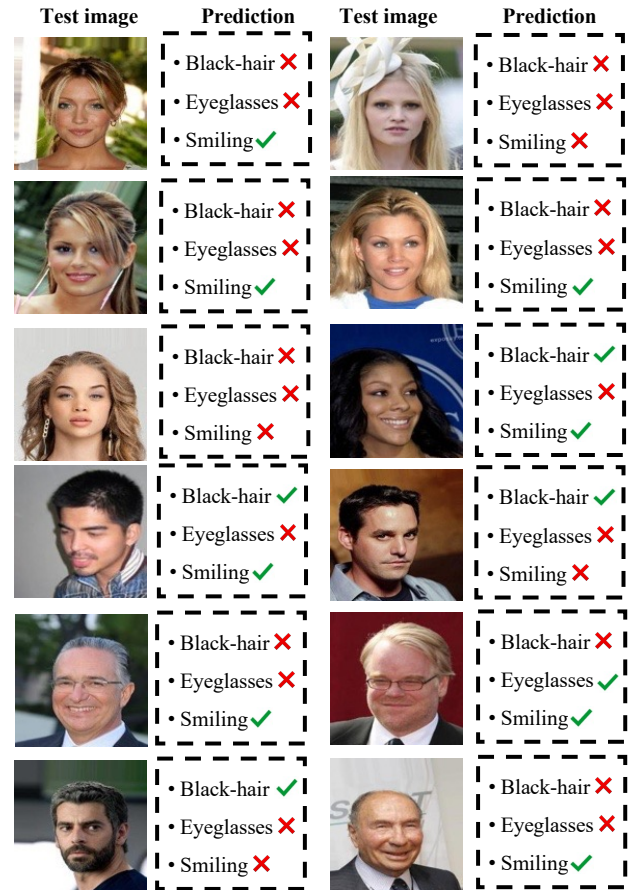 Test image Prediction Test image Prediction
• Black-hair ✗ • Black-hair ✗
• Eyeglasses ✗ • Eyeglasses ✗
• Smiling ✓ • Smiling ✗
• Black-hair ✗ • Black-hair ✗
• Eyeglasses ✗ • Eyeglasses ✗
• Smiling ✓ • Smiling ✓
• Black-hair ✗ • Black-hair ✓
• Eyeglasses ✗ • Eyeglasses ✗
• Smiling ✗ • Smiling ✓
• Black-hair ✓ • Black-hair ✓
• Eyeglasses ✗ • Eyeglasses ✗
• Smiling ✓ • Smiling ✗
• Black-hair ✗ • Black-hair ✗
• Eyeglasses ✗ • Eyeglasses ✓
• Smiling ✓ • Smiling ✓
• Black-hair ✓ • Black-hair ✗
• Eyeglasses ✗ • Eyeglasses ✗
• Smiling ✗ • Smiling ✓